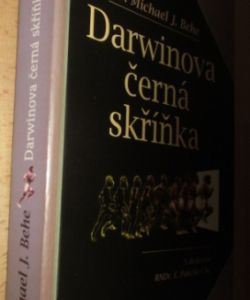 Michael J. Behe
Darwinova
černá
skříňka
Michael J. Behe Darwinova černá skříňka